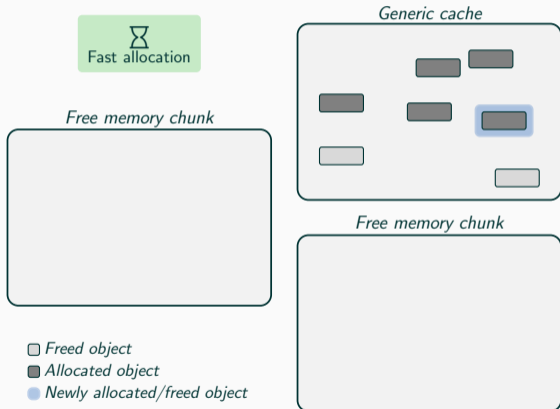 Generic cache
Fast allocation
Free memory chunk
Free memory chunk
Freed object
Allocated object
Newly allocated/freed object